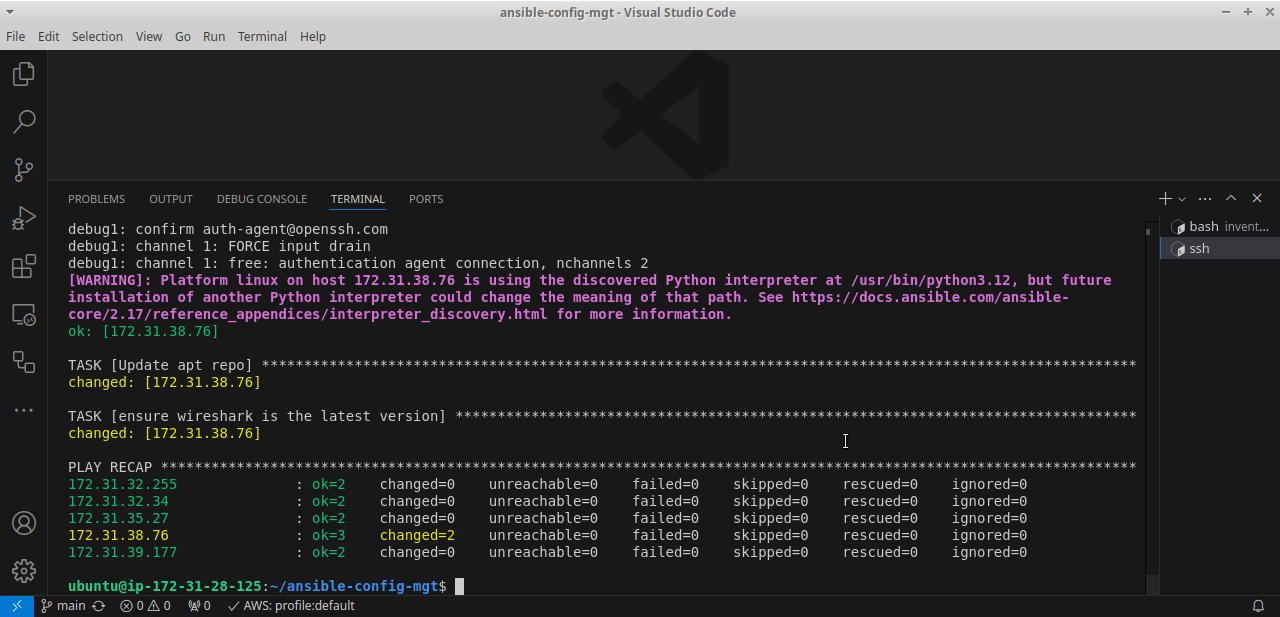 ansible-config-mgt - Visual Studio Code
File Edit Selection View Go Run Terminal Help
PROBLEMS OUTPUT DEBUG CONSOLE TERMINAL PORTS
debug1: confirm auth-agent@openssh.com
debug1: channel 1: FORCE input drain
debug1: channel 1: free: authentication agent connection, nchannels 2
[WARNING]: Platform linux on host 172.31.38.76 is using the discovered Python interpreter at /usr/bin/python3.12, but future
installation of another Python interpreter could change the meaning of that path. See https://docs.ansible.com/ansible-
core/2.17/reference_appendices/interpreter_discovery.html for more information.
ok: [172.31.38.76]
TASK [Update apt repo] ********************************************************************************************************
changed: [172.31.38.76]
TASK [ensure wireshark is the latest version] *********************************************************************************
changed: [172.31.38.76]
PLAY RECAP ********************************************************************************************************************
172.31.32.255 : ok=2 changed=0 unreachable=0 failed=0 skipped=0 rescued=0 ignored=0
172.31.32.34 : ok=2 changed=0 unreachable=0 failed=0 skipped=0 rescued=0 ignored=0
172.31.35.27 : ok=2 changed=0 unreachable=0 failed=0 skipped=0 rescued=0 ignored=0
172.31.38.76 : ok=3 changed=2 unreachable=0 failed=0 skipped=0 rescued=0 ignored=0
172.31.39.177 : ok=2 changed=0 unreachable=0 failed=0 skipped=0 rescued=0 ignored=0
ubuntu@ip-172-31-28-125:~/ansible-config-mgt$
bash invent...
ssh
main 0 0 0 AWS: profile:default